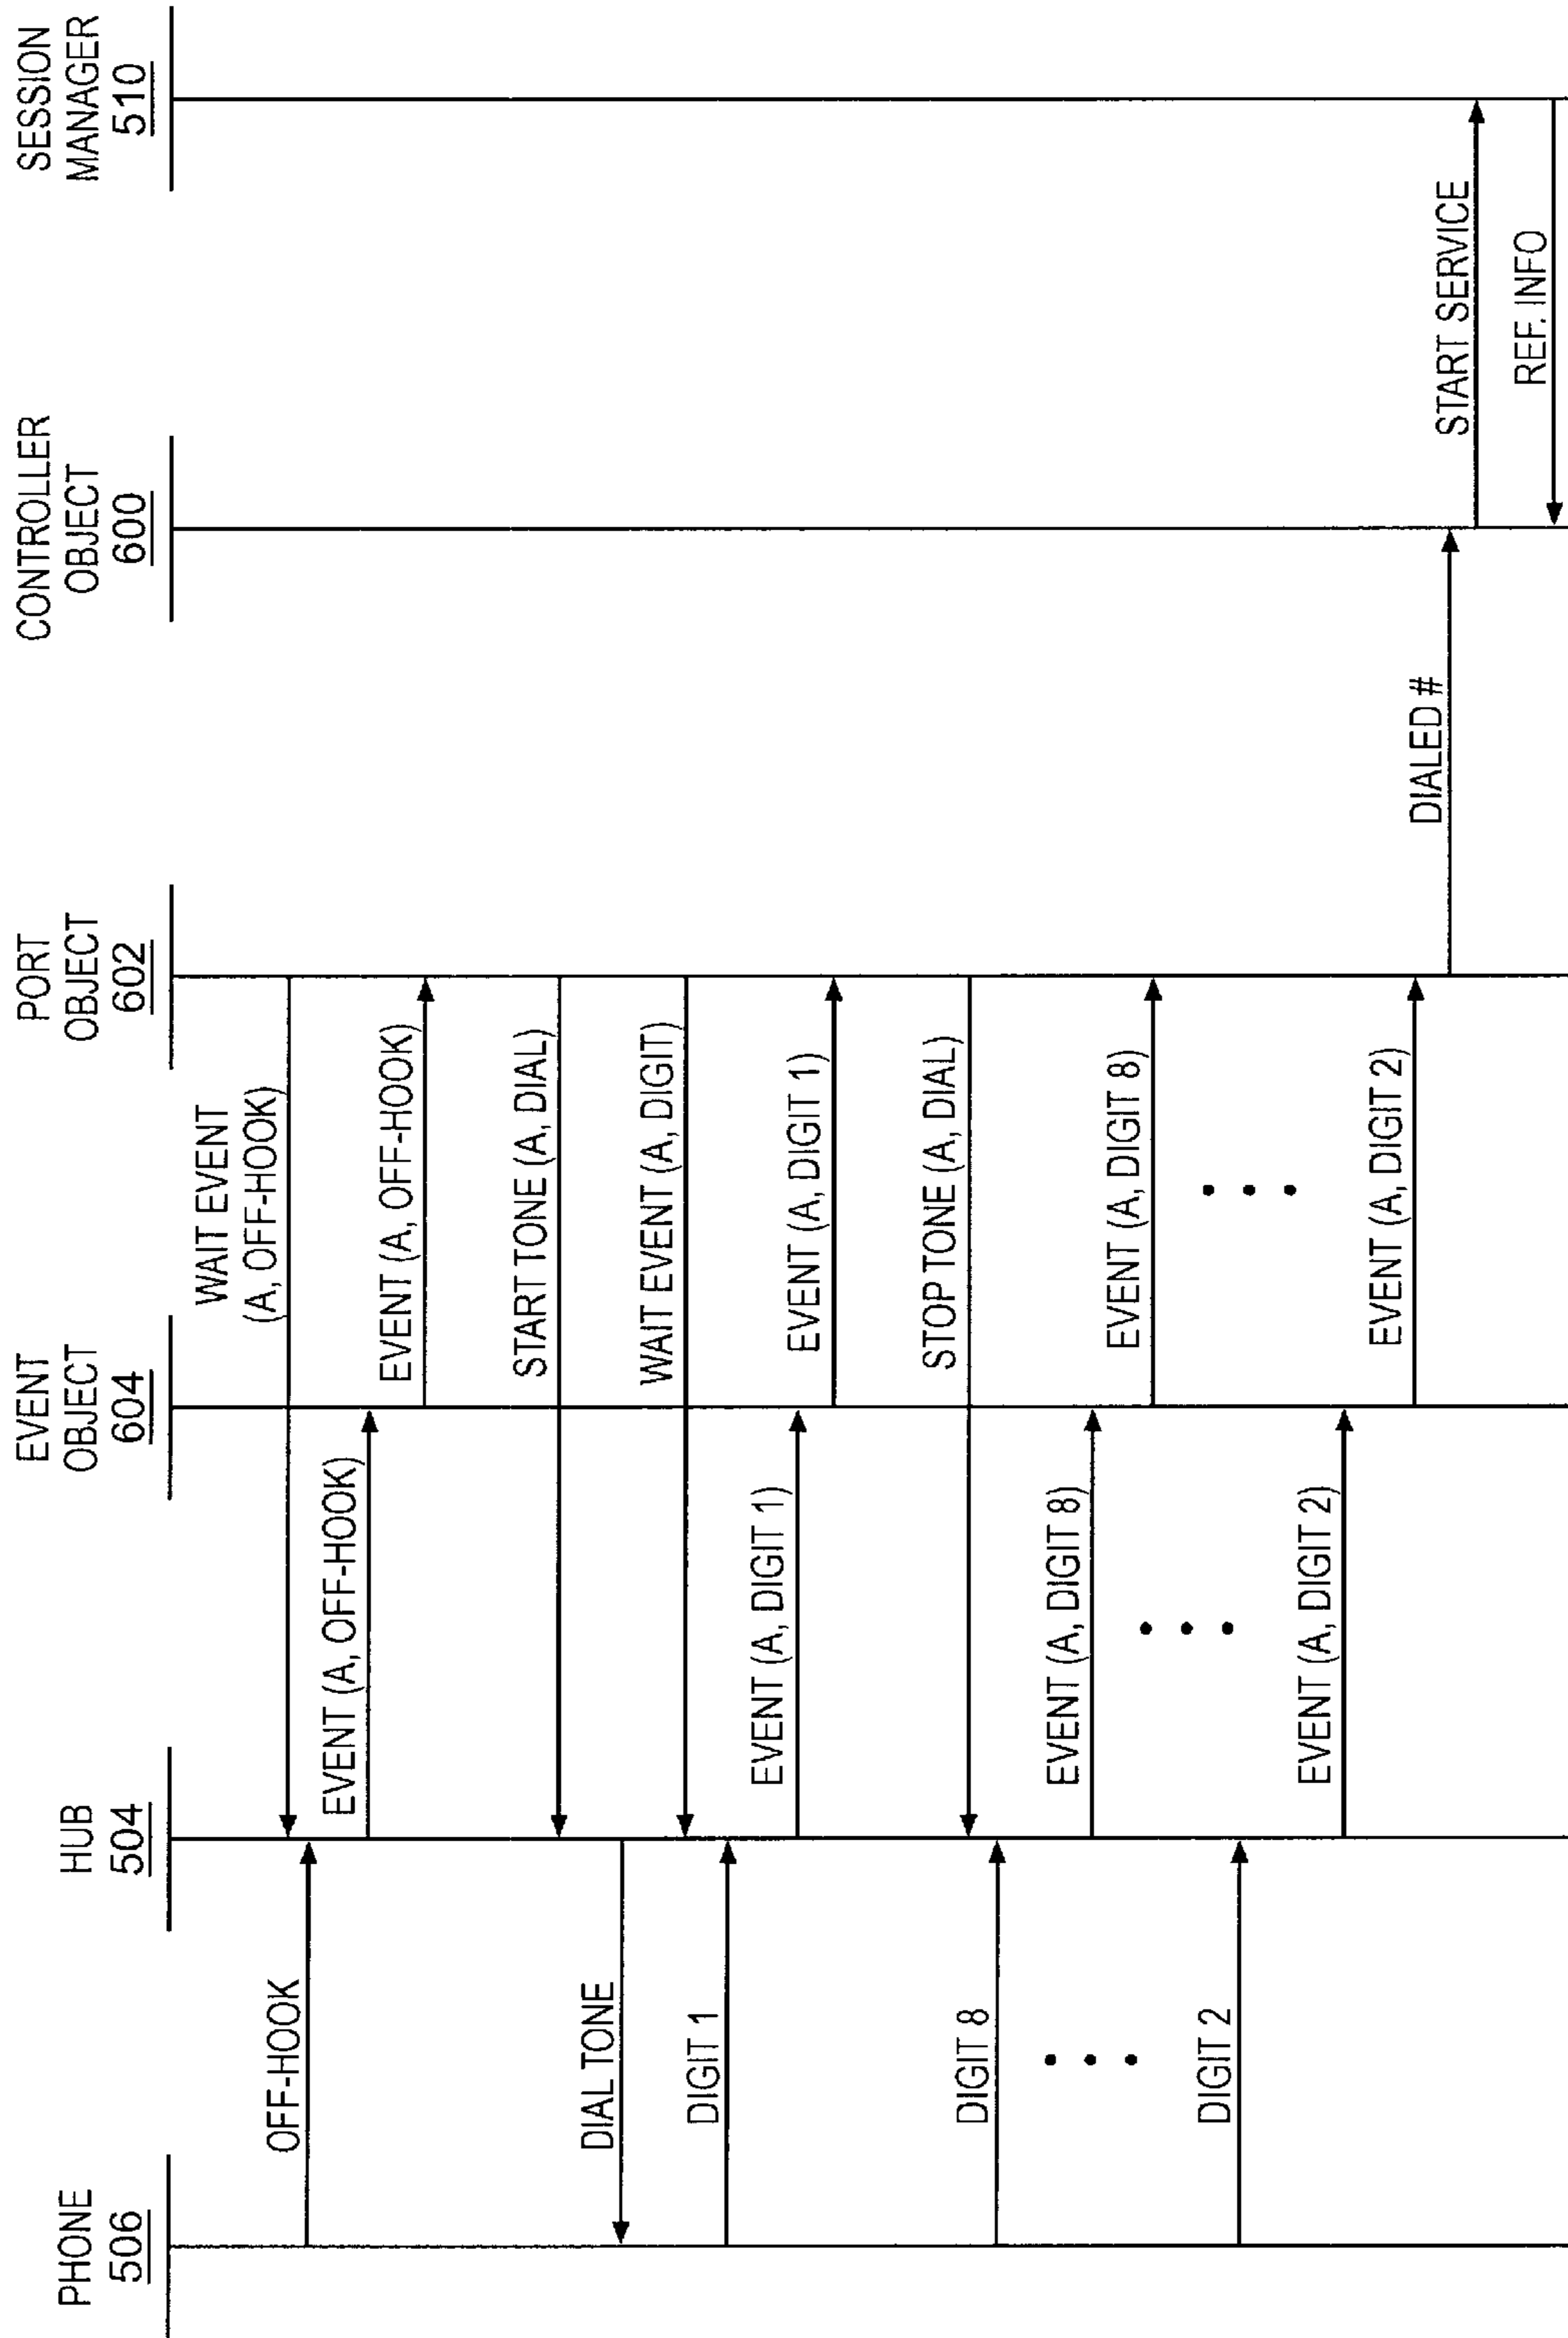 PHONE
506
HUB
504
EVENT
OBJECT
604
PORT
OBJECT
602
CONTROLLER
OBJECT
600
SESSION
MANAGER
510
WAIT EVENT
(A, OFF-HOOK)
OFF-HOOK
EVENT (A, OFF-HOOK)
EVENT (A, OFF-HOOK)
START TONE (A, DIAL)
DIAL TONE
WAIT EVENT (A, DIGIT)
DIGIT 1
EVENT (A, DIGIT 1)
EVENT (A, DIGIT 1)
STOP TONE (A, DIAL)
DIGIT 8
EVENT (A, DIGIT 8)
EVENT (A, DIGIT 8)
DIGIT 2
EVENT (A, DIGIT 2)
EVENT (A, DIGIT 2)
DIALED #
START SERVICE
REF. INFO